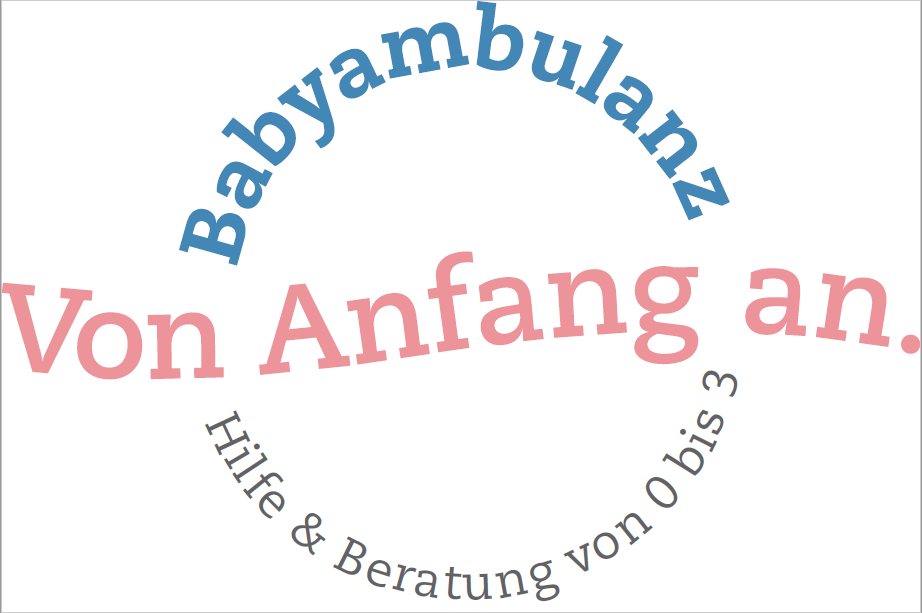 Babyambulanz
Von Anfang an.
Hilfe & Beratung von 0 bis 3